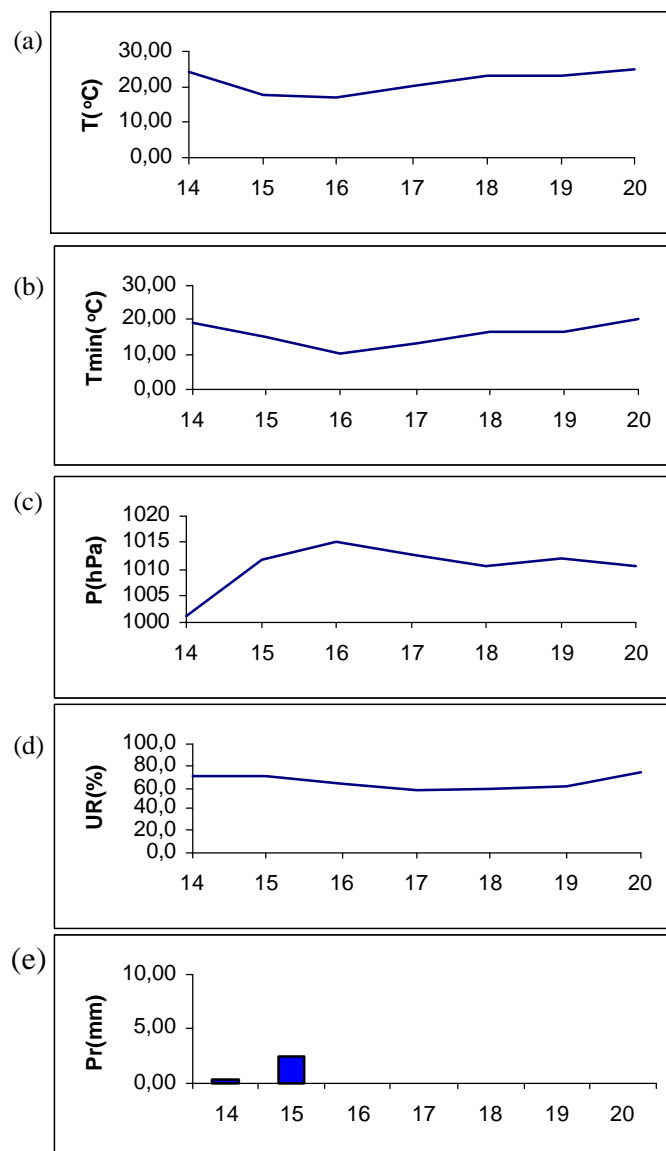 (a)
T(ºC)
30,00
20,00
10,00
0,00
14 15 16 17 18 19 20
(b)
Tmin( ºC)
30,00
20,00
10,00
0,00
14 15 16 17 18 19 20
(c)
P(hPa)
1020
1015
1010
1005
1000
14 15 16 17 18 19 20
(d)
UR(%)
100,0
80,0
60,0
40,0
20,0
0,0
14 15 16 17 18 19 20
(e)
Pr(mm)
10,00
5,00
0,00
14 15 16 17 18 19 20